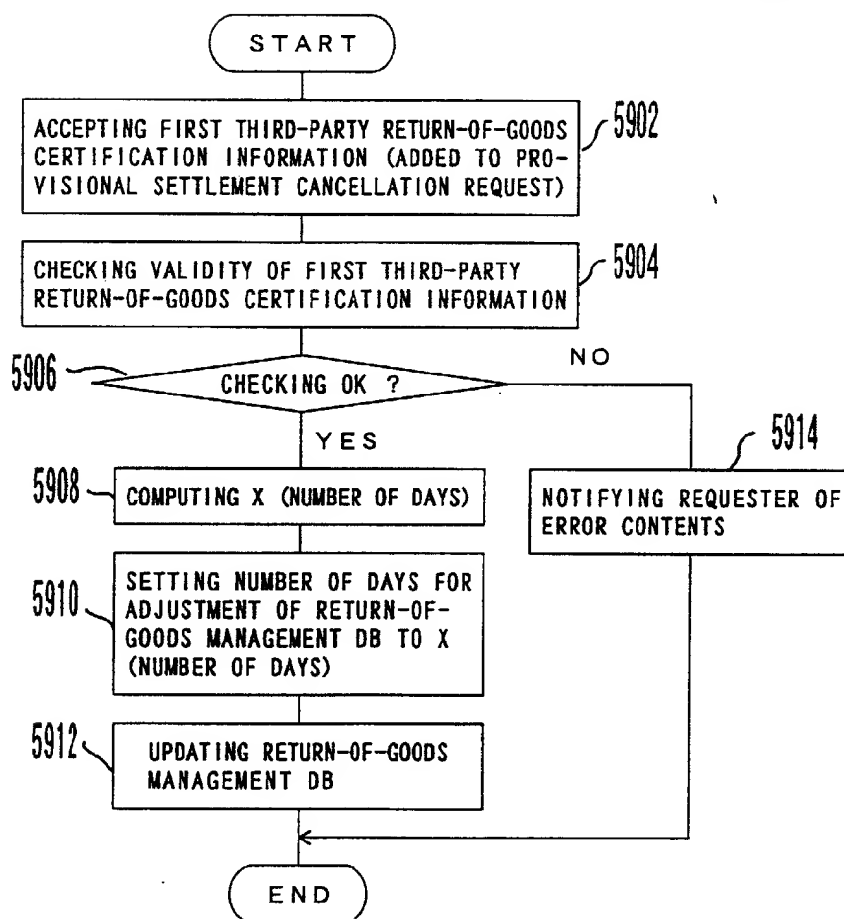 START
ACCEPTING FIRST THIRD-PARTY RETURN-OF-GOODS
CERTIFICATION INFORMATION (ADDED TO PRO-
VISIONAL SETTLEMENT CANCELLATION REQUEST)
5902
CHECKING VALIDITY OF FIRST THIRD-PARTY
RETURN-OF-GOODS CERTIFICATION INFORMATION
5904
5906
CHECKING OK ?
NO
YES
5908
COMPUTING X (NUMBER OF DAYS)
5914
NOTIFYING REQUESTER OF
ERROR CONTENTS
5910
SETTING NUMBER OF DAYS FOR
ADJUSTMENT OF RETURN-OF-
GOODS MANAGEMENT DB TO X
(NUMBER OF DAYS)
5912
UPDATING RETURN-OF-GOODS
MANAGEMENT DB
END